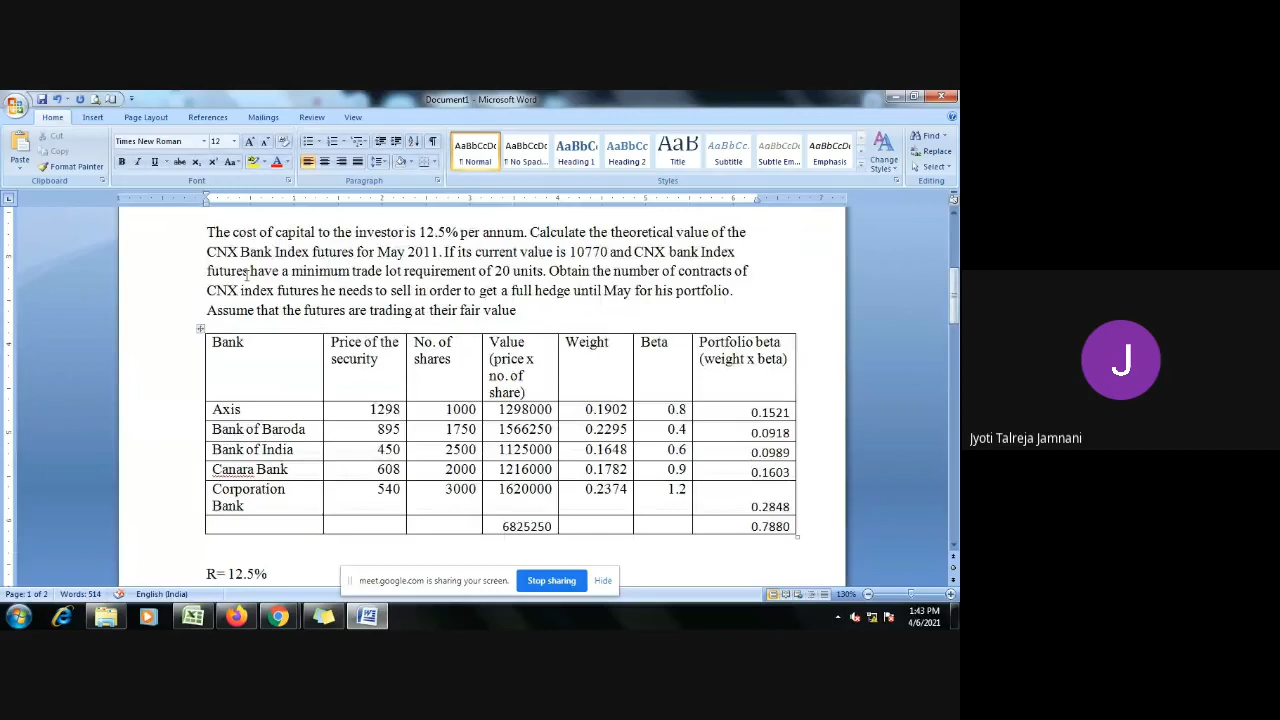 Document1 - Microsoft Word
Home Insert Page Layout References Mailings Review View
Paste
Cut
Copy
Format Painter
Clipboard
Times New Roman 12
Font
Paragraph
AaBbCcDc AaBbCcDc AaBbC AaBbCc AaB AaBbCc. AaBbCcDc AaBbCcDc
¶ Normal ¶ No Spaci... Heading 1 Heading 2 Title Subtitle Subtle Em... Emphasis
Styles
Change Styles
Find
Replace
Select
Editing
The cost of capital to the investor is 12.5% per annum. Calculate the theoretical value of the
CNX Bank Index futures for May 2011. If its current value is 10770 and CNX bank Index
futures have a minimum trade lot requirement of 20 units. Obtain the number of contracts of
CNX index futures he needs to sell in order to get a full hedge until May for his portfolio.
Assume that the futures are trading at their fair value
Bank Price of the security No. of shares Value (price x no. of share) Weight Beta Portfolio beta (weight x beta)
Axis 1298 1000 1298000 0.1902 0.8 0.1521
Bank of Baroda 895 1750 1566250 0.2295 0.4 0.0918
Bank of India 450 2500 1125000 0.1648 0.6 0.0989
Canara Bank 608 2000 1216000 0.1782 0.9 0.1603
Corporation Bank 540 3000 1620000 0.2374 1.2 0.2848
6825250 0.7880
R= 12.5%
meet.google.com is sharing your screen. Stop sharing Hide
Page: 1 of 2 Words: 514 English (India) 130%
1:43 PM
4/6/2021
J
Jyoti Talreja Jamnani